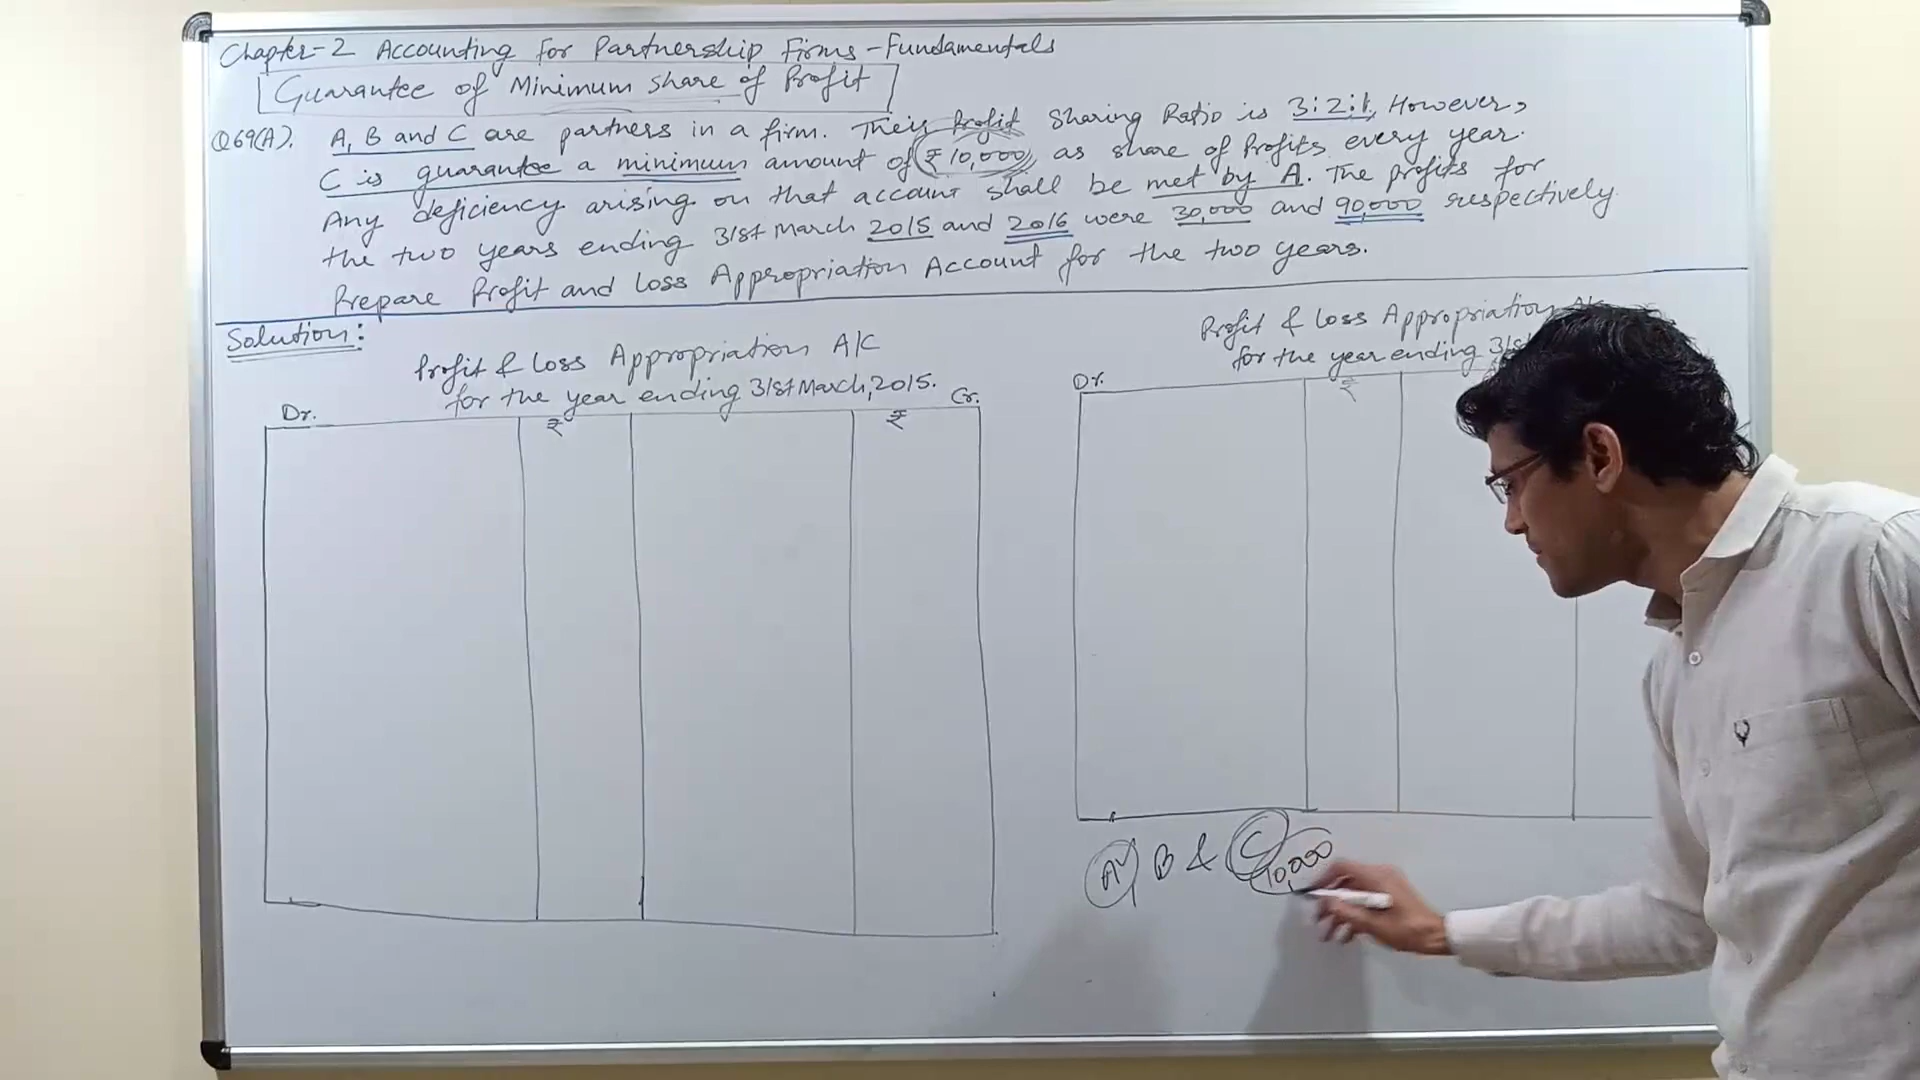 Chapter-2 Accounting for Partnership Firms-Fundamentals
Guarantee of Minimum share of Profit
Q69(A). A, B and C are partners in a firm. Their Profit Sharing Ratio is 3:2:1, However,
C is guarantee a minimum amount of ₹10,000, as share of Profits every year.
Any deficiency arising on that account shall be met by A. The profits for
the two years ending 31st March 2015 and 2016 were 30,000 and 90,000 respectively.
Prepare Profit and Loss Appropriation Account for the two years.
Solution:
Profit & Loss Appropriation A/C
for the year ending 31st March, 2015.
Dr. Cr.
₹ ₹
Profit & Loss Appropriation A/c
for the year ending 31st
Dr.
₹
A B & C
10,000